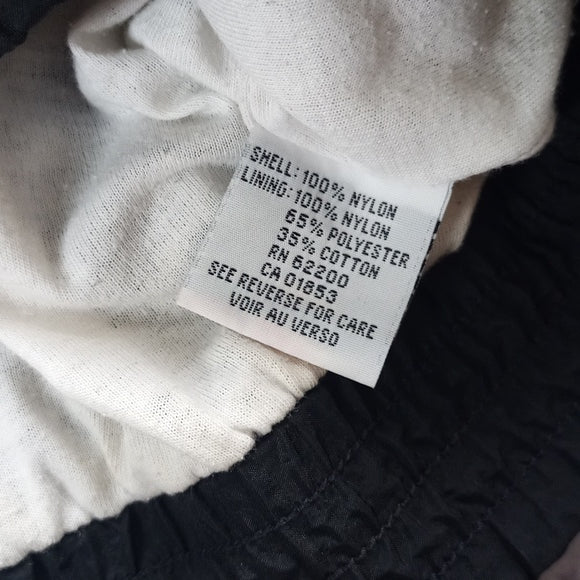 SHELL: 100% NYLON
LINING: 100% NYLON
65% POLYESTER
35% COTTON
RN 62200
CA 01653
SEE REVERSE FOR CARE
VOIR AU VERSO